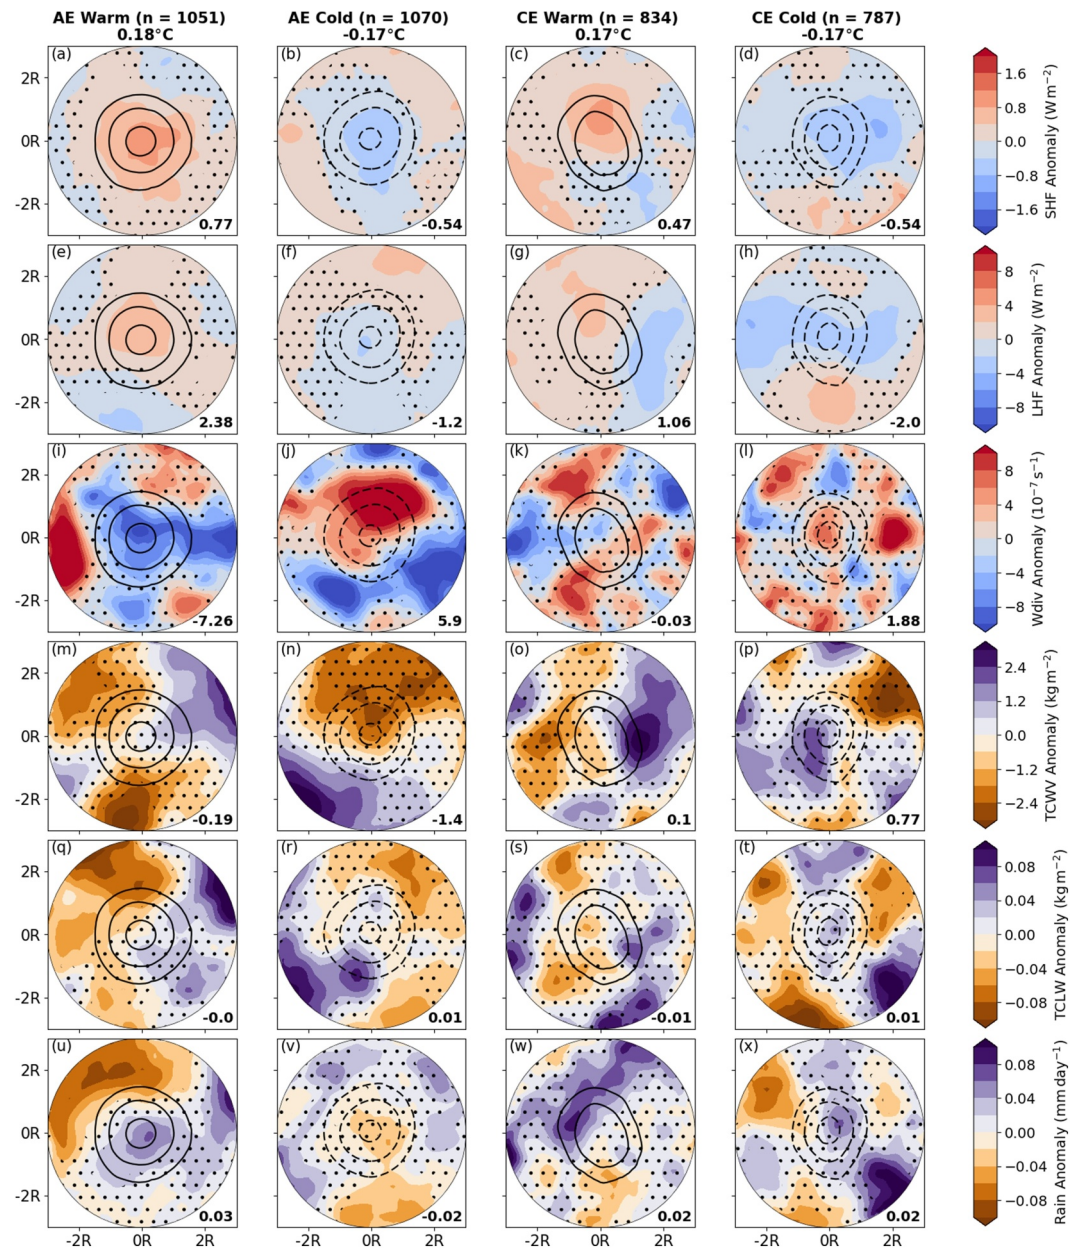 AE Warm (n = 1051) AE Cold (n = 1070) CE Warm (n = 834) CE Cold (n = 787)
0.18°C -0.17°C 0.17°C -0.17°C
(a) (b) (c) (d)
2R
0R
-2R
0.77 -0.54 0.47 -0.54
1.6
0.8
0.0
−0.8
−1.6
SHF Anomaly (W m⁻²)
(e) (f) (g) (h)
2R
0R
-2R
2.38 -1.2 1.06 -2.0
8
4
0
−4
−8
LHF Anomaly (W m⁻²)
(i) (j) (k) (l)
2R
0R
-2R
-7.26 5.9 -0.03 1.88
8
4
0
−4
−8
Wdiv Anomaly (10⁻⁷ s⁻¹)
(m) (n) (o) (p)
2R
0R
-2R
-0.19 -1.4 0.1 0.77
2.4
1.2
0.0
−1.2
−2.4
TCWV Anomaly (kg m⁻²)
(q) (r) (s) (t)
2R
0R
-2R
-0.0 0.01 -0.01 0.01
0.08
0.04
0.00
−0.04
−0.08
TCLW Anomaly (kg m⁻²)
(u) (v) (w) (x)
2R
0R
-2R
0.03 -0.02 0.02 0.02
0.08
0.04
0.00
−0.04
−0.08
Rain Anomaly (mm day⁻¹)
-2R 0R 2R -2R 0R 2R -2R 0R 2R -2R 0R 2R